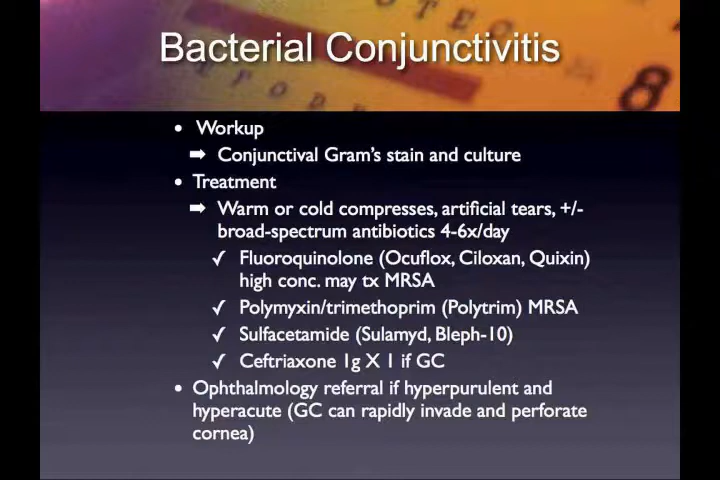 Bacterial Conjunctivitis
• Workup
➡ Conjunctival Gram's stain and culture
• Treatment
➡ Warm or cold compresses, artificial tears, +/-
broad-spectrum antibiotics 4-6x/day
✓ Fluoroquinolone (Ocuflox, Ciloxan, Quixin)
high conc. may tx MRSA
✓ Polymyxin/trimethoprim (Polytrim) MRSA
✓ Sulfacetamide (Sulamyd, Bleph-10)
✓ Ceftriaxone 1g X 1 if GC
• Ophthalmology referral if hyperpurulent and
hyperacute (GC can rapidly invade and perforate
cornea)